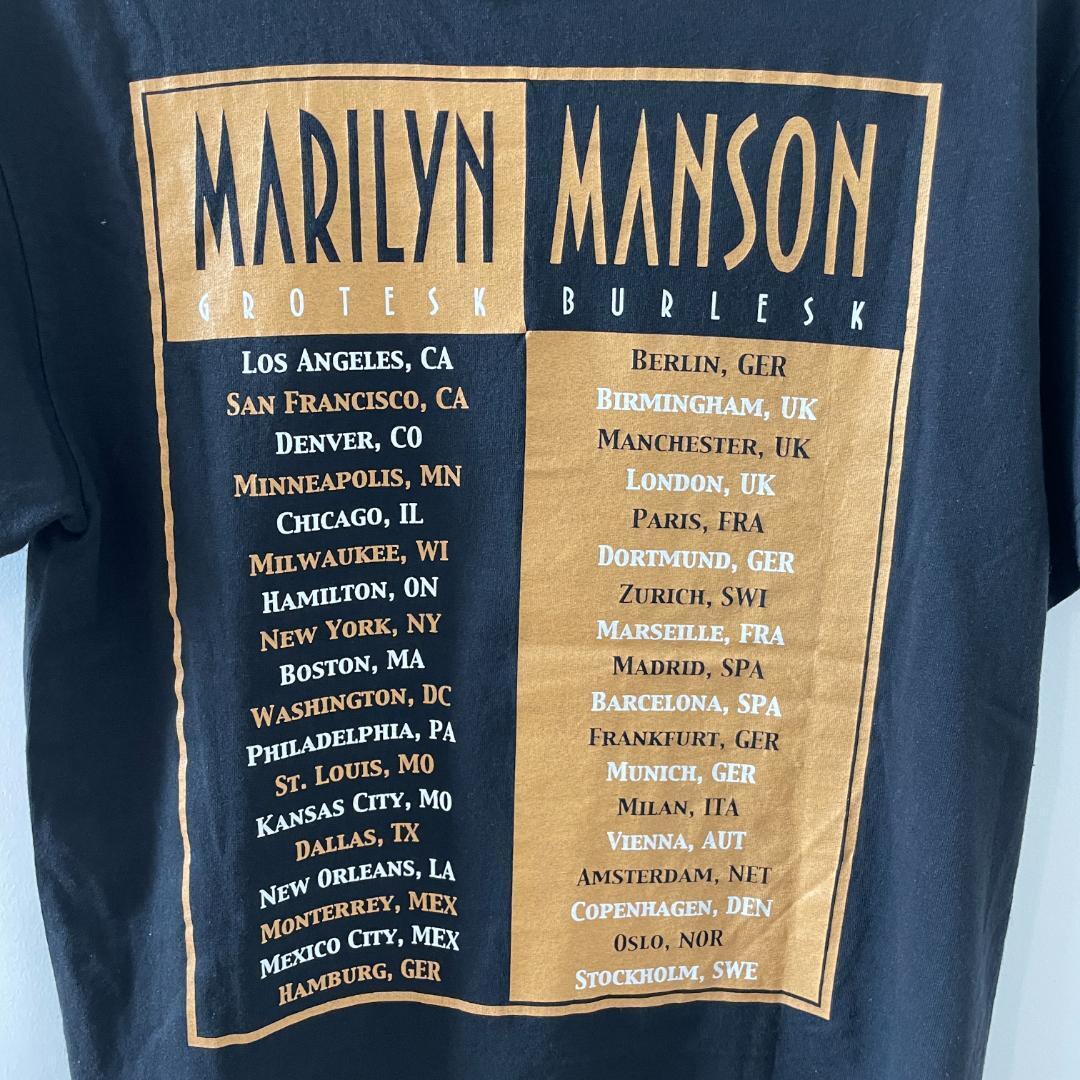 MARILYN MANSON
GROTESK BURLESK
LOS ANGELES, CA
SAN FRANCISCO, CA
DENVER, CO
MINNEAPOLIS, MN
CHICAGO, IL
MILWAUKEE, WI
HAMILTON, ON
NEW YORK, NY
BOSTON, MA
WASHINGTON, DC
PHILADELPHIA, PA
ST. LOUIS, MO
KANSAS CITY, MO
DALLAS, TX
NEW ORLEANS, LA
MONTERREY, MEX
MEXICO CITY, MEX
HAMBURG, GER
BERLIN, GER
BIRMINGHAM, UK
MANCHESTER, UK
LONDON, UK
PARIS, FRA
DORTMUND, GER
ZURICH, SWI
MARSEILLE, FRA
MADRID, SPA
BARCELONA, SPA
FRANKFURT, GER
MUNICH, GER
MILAN, ITA
VIENNA, AUT
AMSTERDAM, NET
COPENHAGEN, DEN
OSLO, NOR
STOCKHOLM, SWE